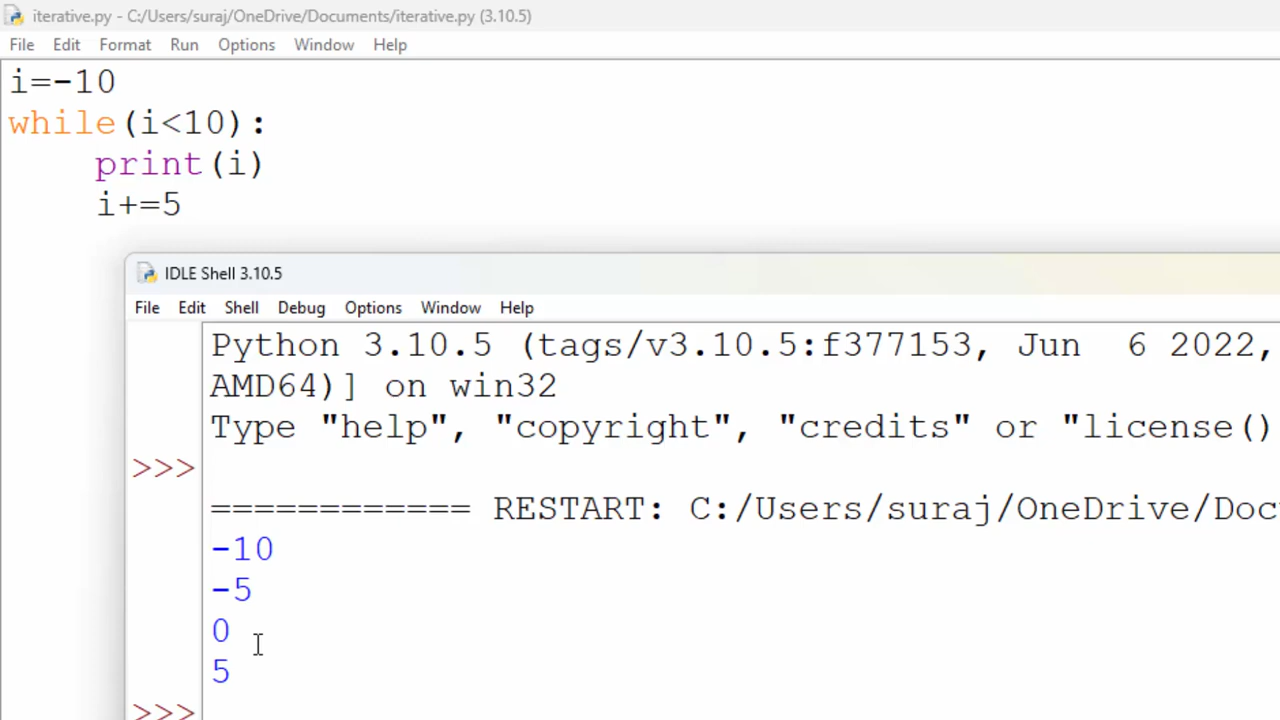 iterative.py - C:/Users/suraj/OneDrive/Documents/iterative.py (3.10.5)
File Edit Format Run Options Window Help
i=-10
while(i<10):
print(i)
i+=5
IDLE Shell 3.10.5
File Edit Shell Debug Options Window Help
Python 3.10.5 (tags/v3.10.5:f377153, Jun  6 2022,
AMD64)] on win32
Type "help", "copyright", "credits" or "license()
>>>
============ RESTART: C:/Users/suraj/OneDrive/Doc
-10
-5
0
5
>>>